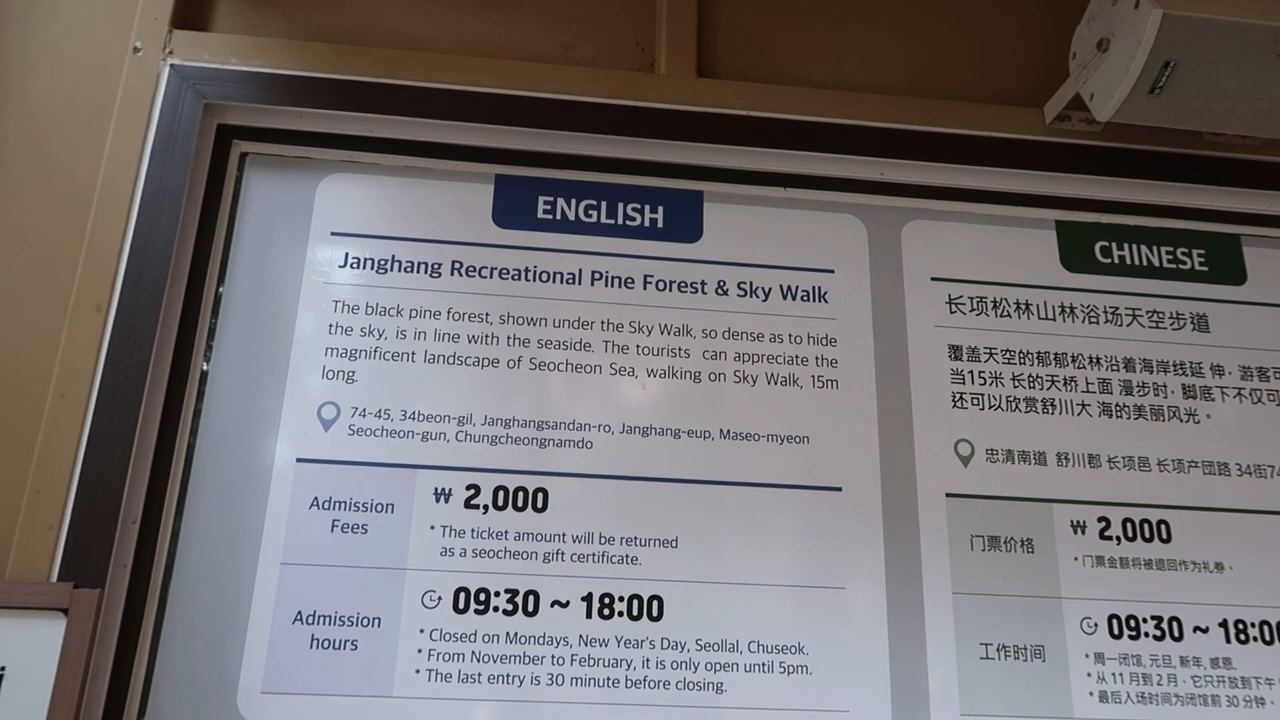 ENGLISH
Janghang Recreational Pine Forest & Sky Walk
The black pine forest, shown under the Sky Walk, so dense as to hide
the sky, is in line with the seaside. The tourists can appreciate the
magnificent landscape of Seocheon Sea, walking on Sky Walk, 15m
long.
74-45, 34beon-gil, Janghangsandan-ro, Janghang-eup, Maseo-myeon
Seocheon-gun, Chungcheongnamdo
Admission
Fees
₩ 2,000
* The ticket amount will be returned
as a seocheon gift certificate.
Admission
hours
09:30 ~ 18:00
* Closed on Mondays, New Year's Day, Seollal, Chuseok.
* From November to February, it is only open until 5pm.
* The last entry is 30 minute before closing.
CHINESE
长项松林山林浴场天空步道
覆盖天空的郁郁松林沿着海岸线延 伸· 游客可
当15米 长的天桥上面 漫步时· 脚底下不仅可
还可以欣赏舒川大 海的美丽风光。
忠清南道 舒川郡 长项邑 长项产团路 34街74
门票价格
₩ 2,000
* 门票金额将被退回作为礼券。
工作时间
09:30 ~ 18:00
* 周一闭馆, 元旦, 新年, 感恩.
* 从 11 月到 2 月· 它只开放到下午
* 最后入场时间为闭馆前 30 分钟。